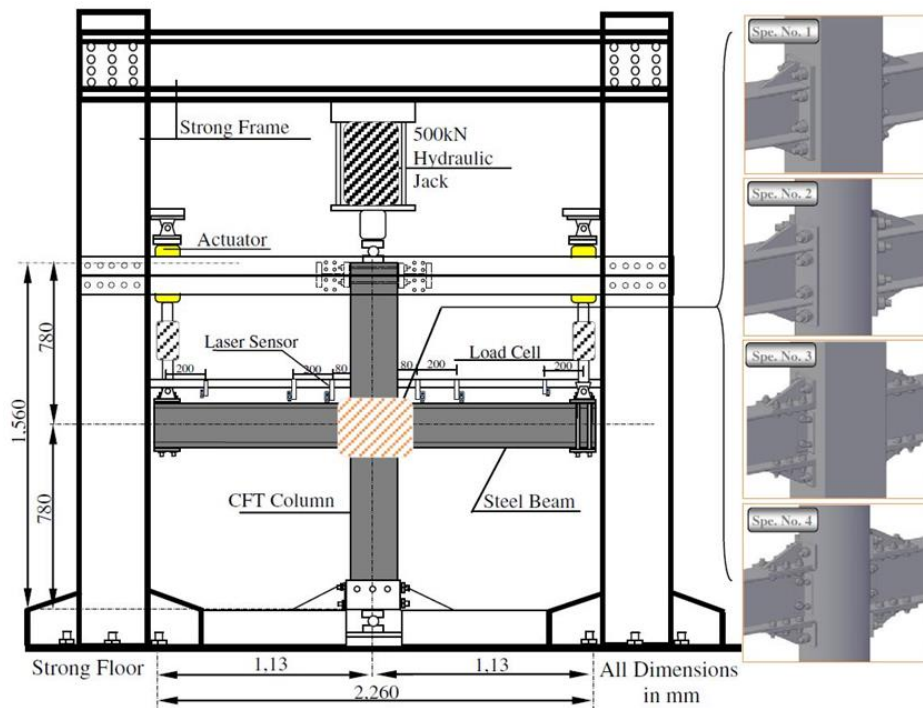 Spe. No. 1
Strong Frame
500kN
Hydraulic
Jack
Spe. No. 2
Actuator
780
Laser Sensor
Load Cell
200
200
80
80
200
200
Spe. No. 3
1,560
780
CFT Column
Steel Beam
Spe. No. 4
Strong Floor
1,13
1,13
All Dimensions
in mm
2,260